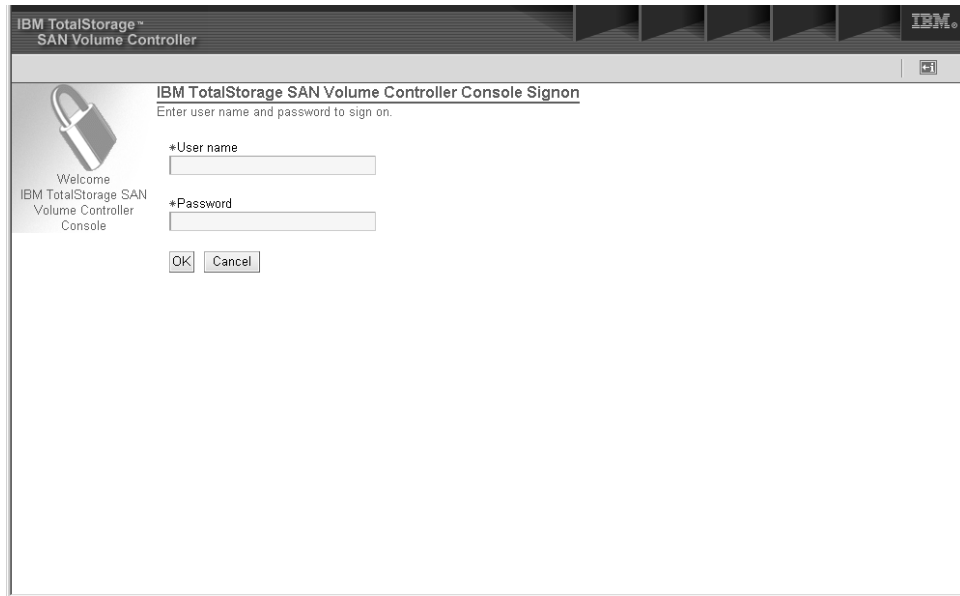 IBM TotalStorage™
SAN Volume Controller
IBM®
IBM TotalStorage SAN Volume Controller Console Signon
Enter user name and password to sign on.
Welcome
IBM TotalStorage SAN
Volume Controller
Console
*User name
*Password
OK Cancel